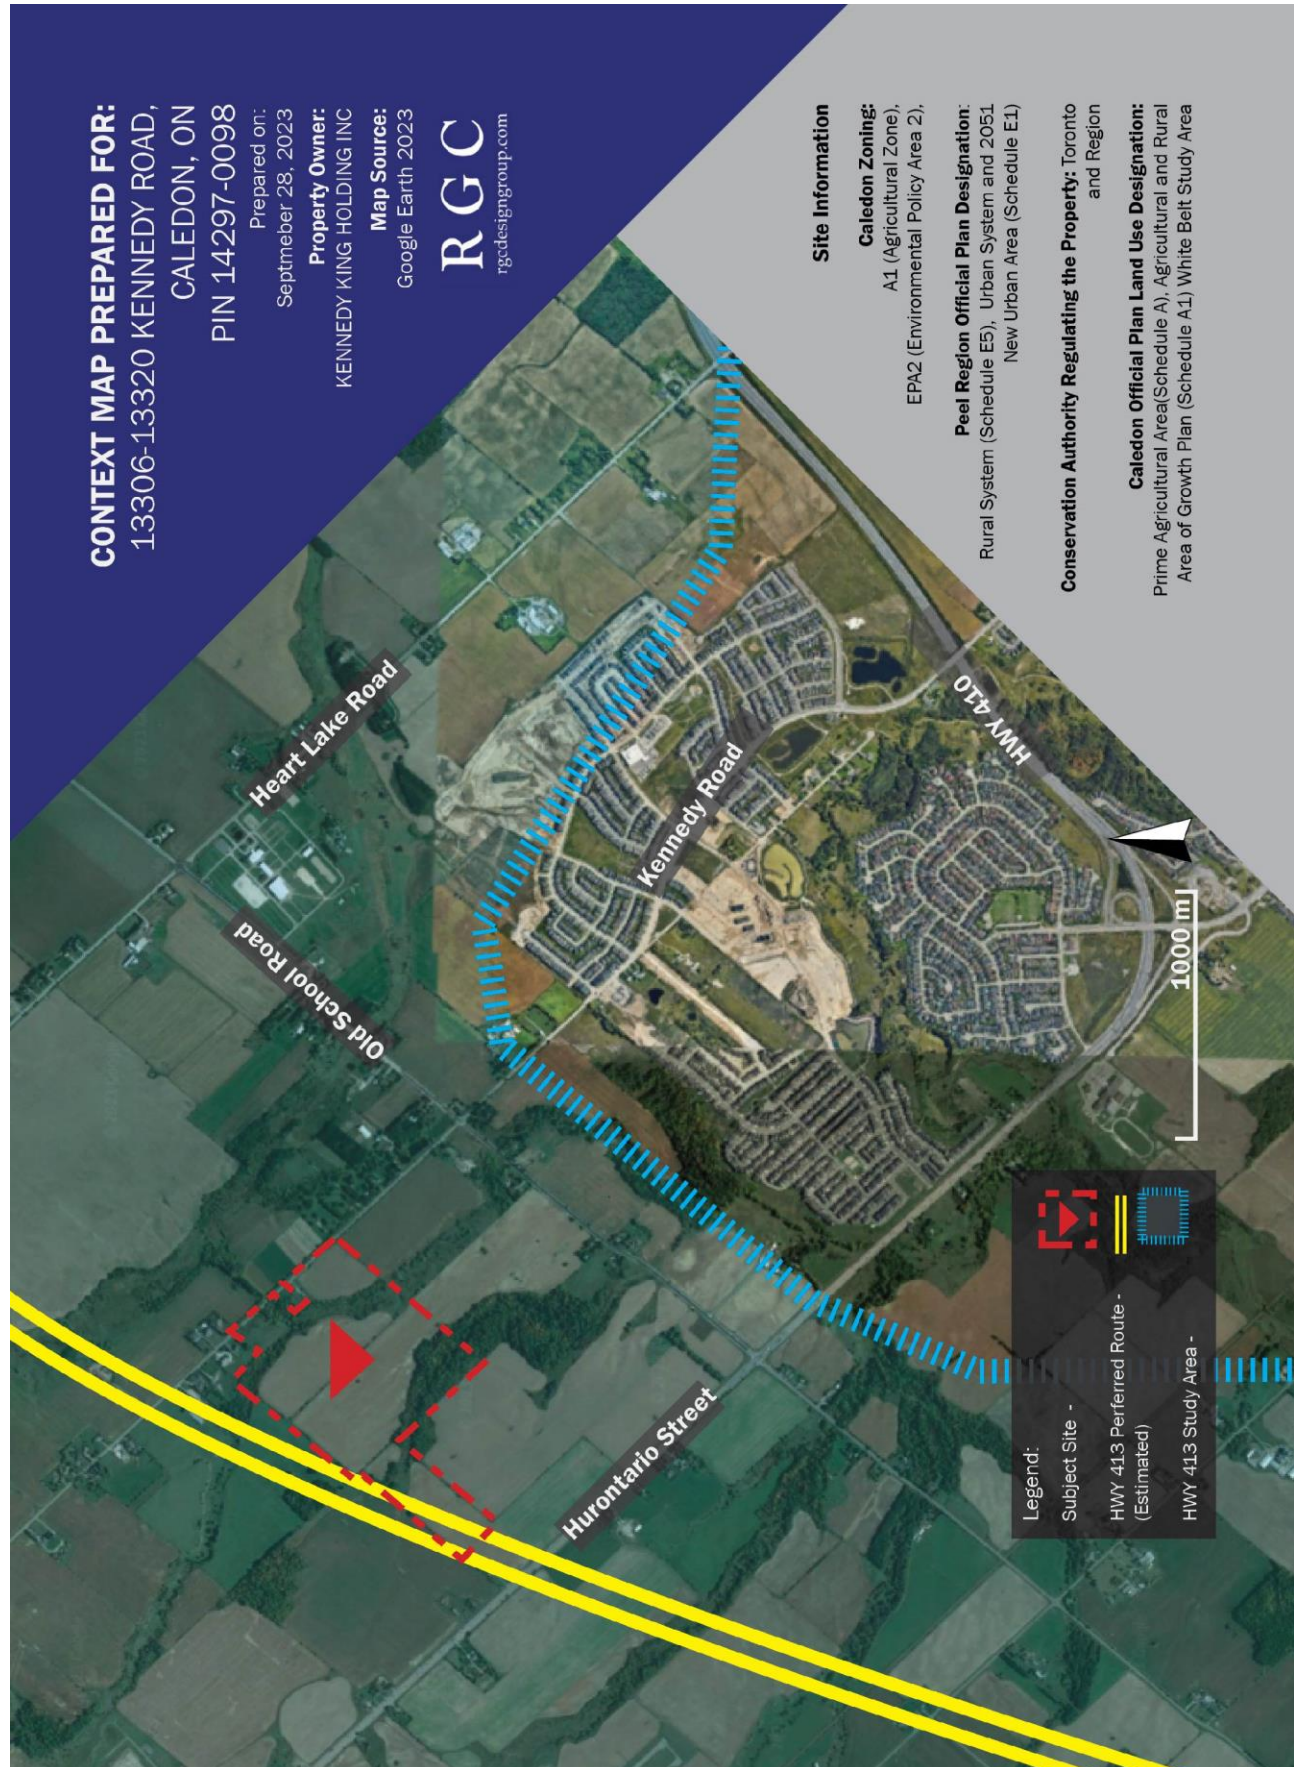 CONTEXT MAP PREPARED FOR:
13306-13320 KENNEDY ROAD,
CALEDON, ON
PIN 14297-0098
Prepared on:
Septmeber 28, 2023
Property Owner:
KENNEDY KING HOLDING INC
Map Source:
Google Earth 2023
R G C
rgcdesigngroup.com
Heart Lake Road
Old School Road
Kennedy Road
HWY 410
Hurontario Street
1000 m
Legend:
Subject Site -
HWY 413 Perferred Route -
(Estimated)
HWY 413 Study Area -
Site Information
Caledon Zoning:
A1 (Agricultural Zone),
EPA2 (Environmental Policy Area 2),
Peel Region Official Plan Designation:
Rural System (Schedule E5), Urban System and 2051
New Urban Area (Schedule E1)
Conservation Authority Regulating the Property: Toronto
and Region
Caledon Official Plan Land Use Designation:
Prime Agricultural Area(Schedule A), Agricultural and Rural
Area of Growth Plan (Schedule A1) White Belt Study Area